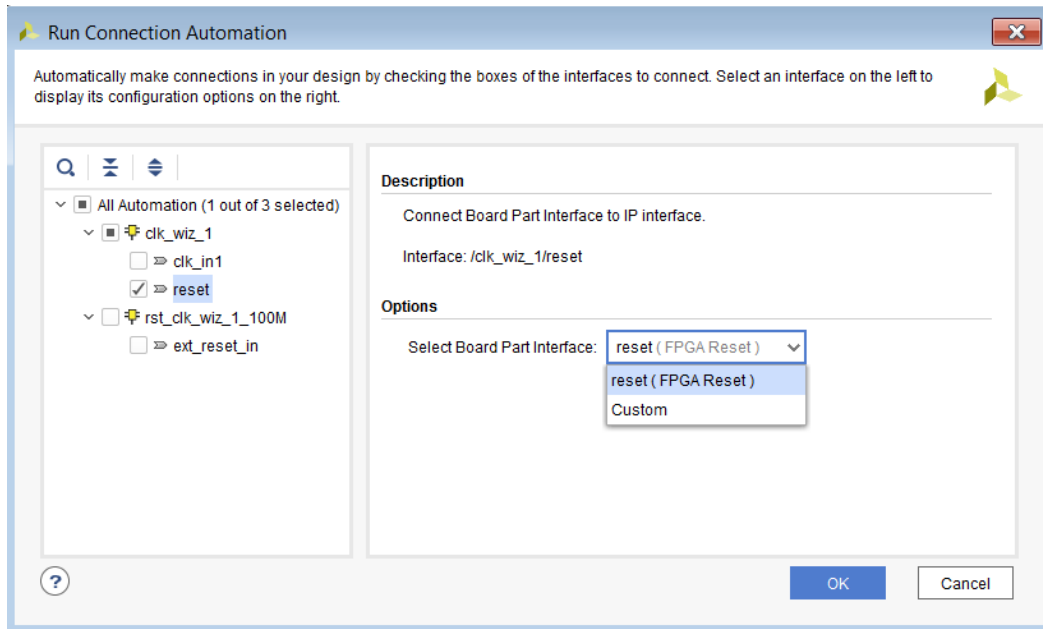 Run Connection Automation
Automatically make connections in your design by checking the boxes of the interfaces to connect. Select an interface on the left to
display its configuration options on the right.
All Automation (1 out of 3 selected)
clk_wiz_1
clk_in1
reset
rst_clk_wiz_1_100M
ext_reset_in
Description
Connect Board Part Interface to IP interface.
Interface: /clk_wiz_1/reset
Options
Select Board Part Interface: reset ( FPGA Reset )
reset ( FPGA Reset )
Custom
?
OK Cancel